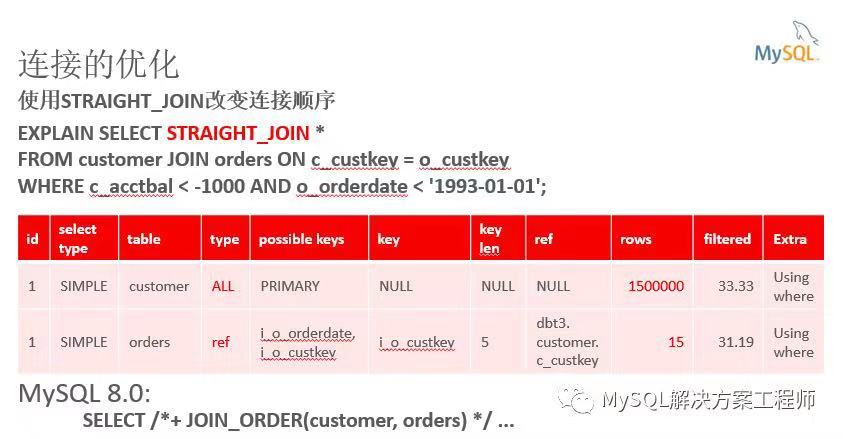 MySQL
连接的优化
使用STRAIGHT_JOIN改变连接顺序
EXPLAIN SELECT STRAIGHT_JOIN *
FROM customer JOIN orders ON c_custkey = o_custkey
WHERE c_acctbal < -1000 AND o_orderdate < '1993-01-01';
id select type table type possible keys key key len ref rows filtered Extra
1 SIMPLE customer ALL PRIMARY NULL NULL NULL 1500000 33.33 Using where
1 SIMPLE orders ref i_o_orderdate, i_o_custkey i_o_custkey 5 dbt3. customer. c_custkey 15 31.19 Using where
MySQL 8.0:
SELECT /*+ JOIN_ORDER(customer, orders) */ ...
MySQL解决方案工程师